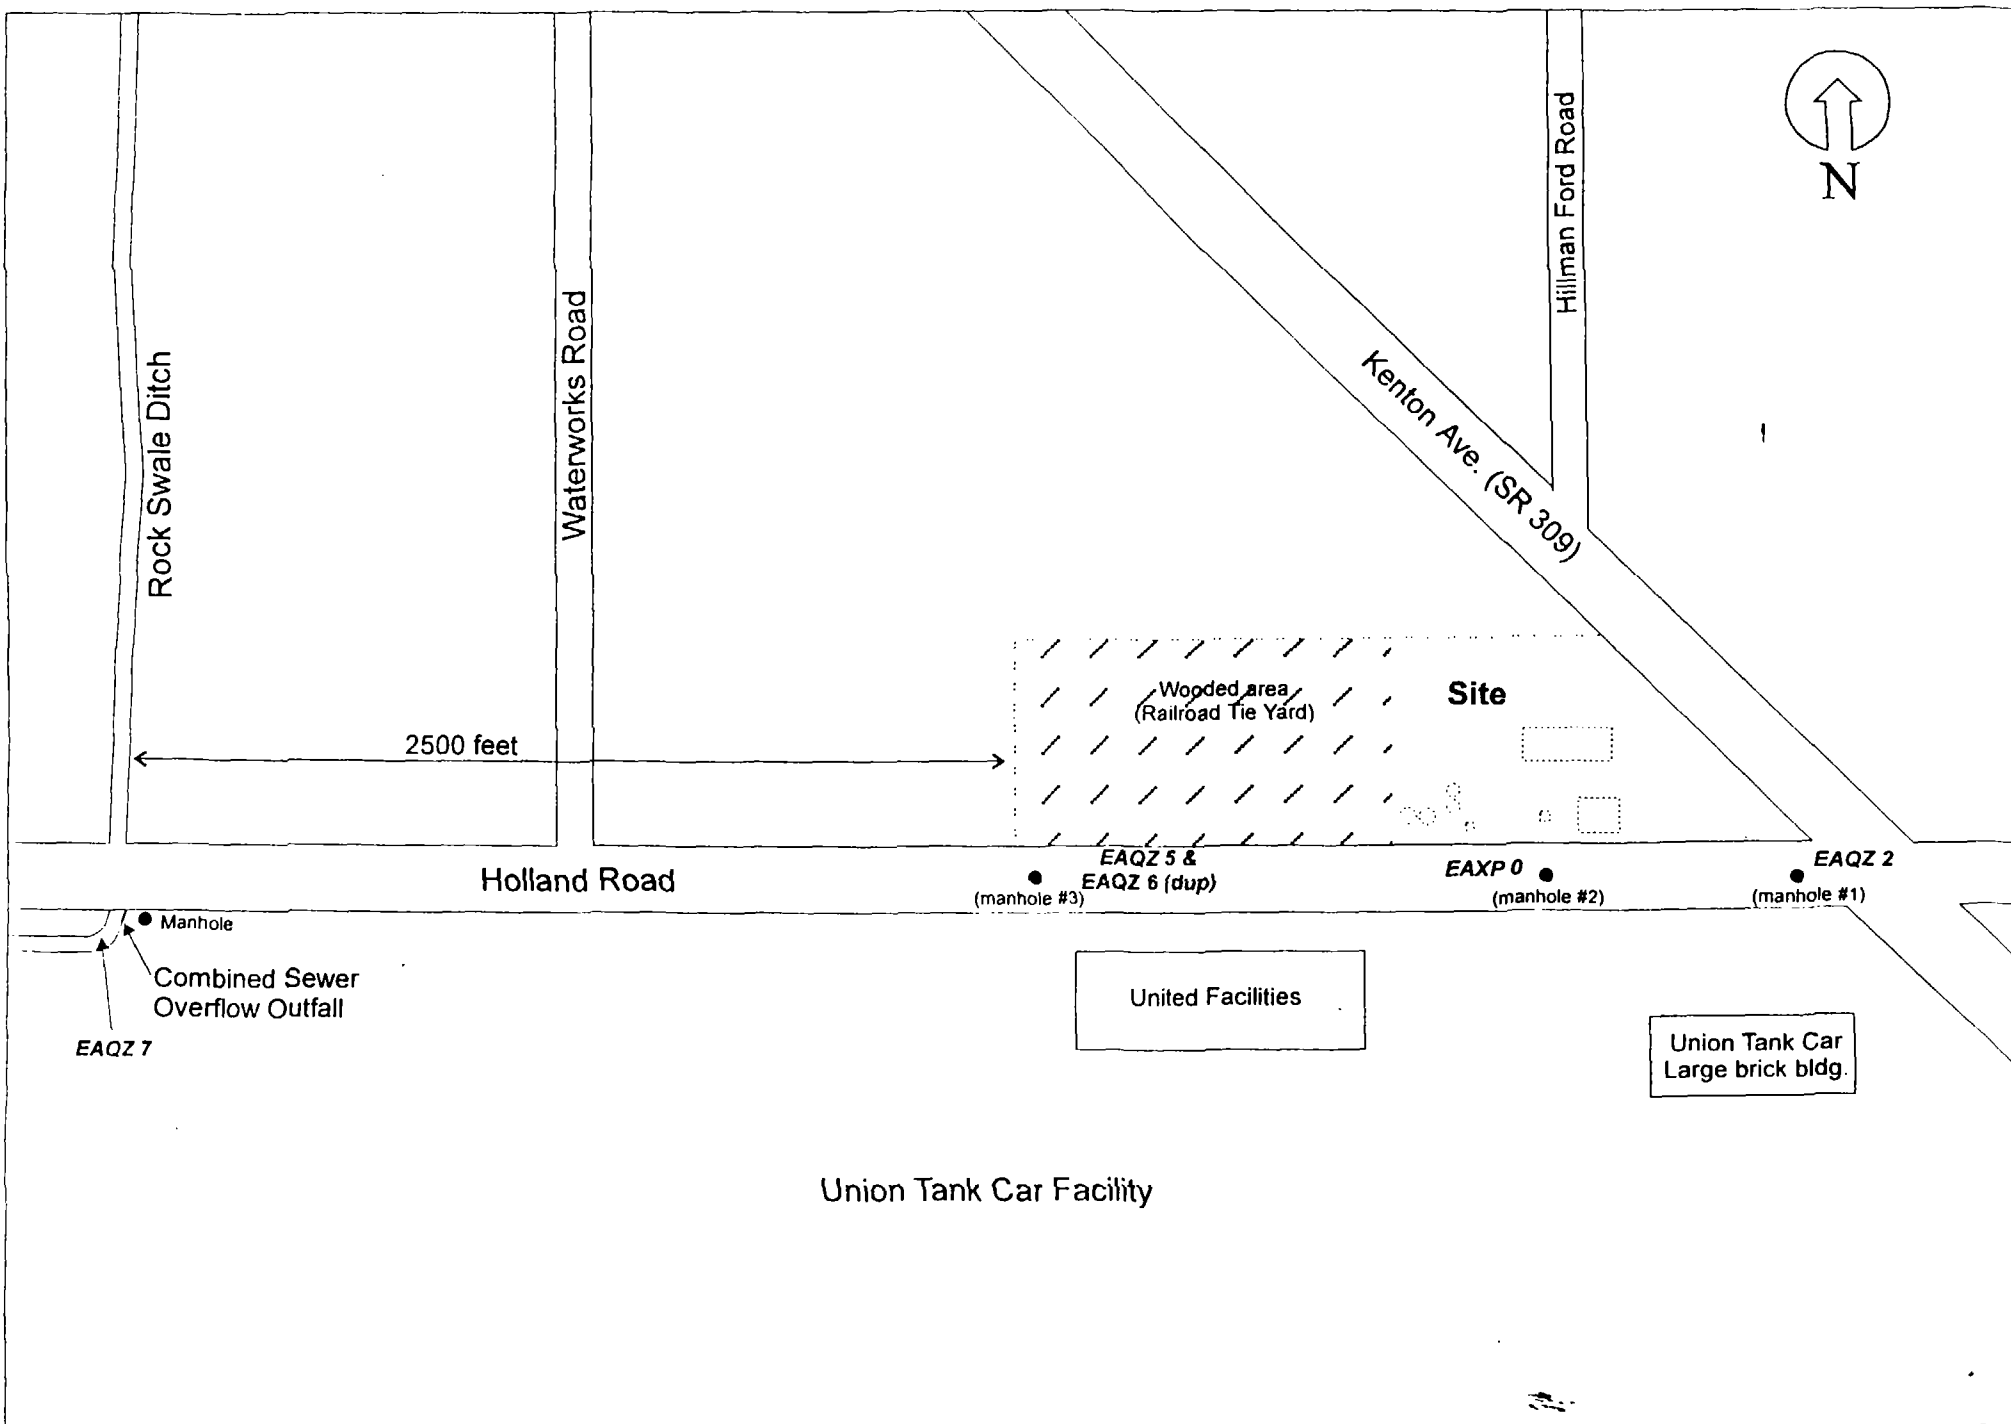 N
Hillman Ford Road
Rock Swale Ditch
Waterworks Road
Kenton Ave. (SR 309)
Wooded area
(Railroad Tie Yard)
Site
2500 feet
Holland Road
EAQZ 5 &
EAQZ 6 (dup)
(manhole #3)
EAXP 0
(manhole #2)
EAQZ 2
(manhole #1)
Manhole
Combined Sewer
Overflow Outfall
EAQZ 7
United Facilities
Union Tank Car
Large brick bldg.
Union Tank Car Facility